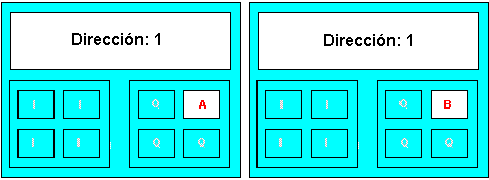 Dirección: 1
I I O A
I I Q O
Dirección: 1
I I O B
I I Q O